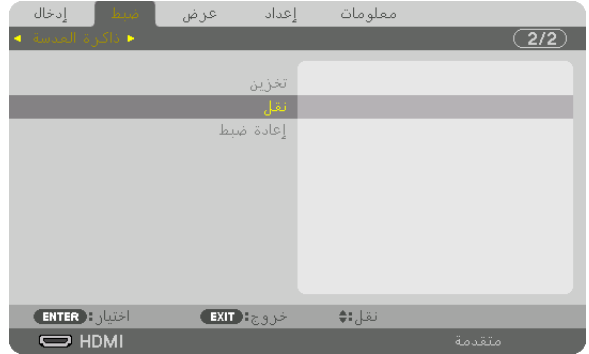 إدخال ضبط عرض إعداد معلومات
ذاكرة العدسة 2/2
تخزين
نقل
إعادة ضبط
ENTER: اختيار EXIT: خروج نقل:
HDMI متقدمة